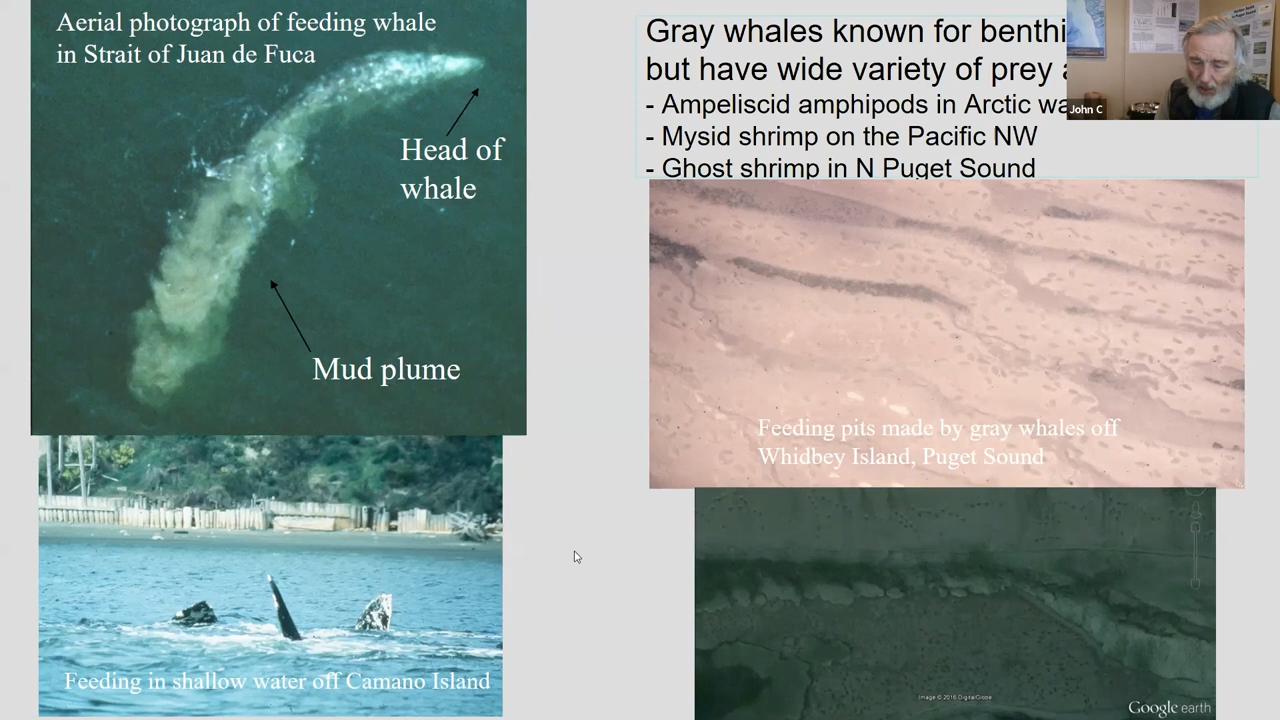 Aerial photograph of feeding whale
in Strait of Juan de Fuca
Head of
whale
Mud plume
Feeding in shallow water off Camano Island
Gray whales known for benthi
but have wide variety of prey
- Ampeliscid amphipods in Arctic wa
- Mysid shrimp on the Pacific NW
- Ghost shrimp in N Puget Sound
John C
Feeding pits made by gray whales off
Whidbey Island, Puget Sound
Image © 2016 DigitalGlobe
Google earth